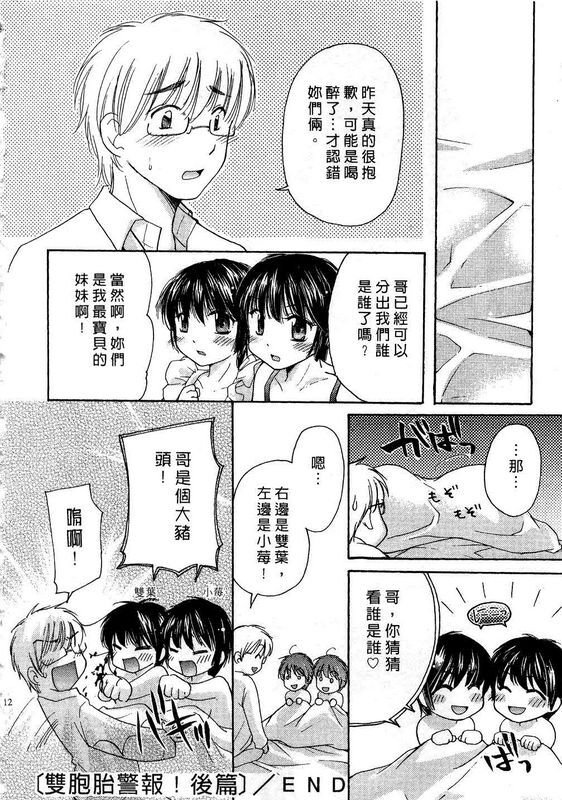 昨天真的很抱
歉，可能是喝
醉了…才認錯
妳們倆。
哥已經可以
分出我們誰
是誰了嗎？
當然啊，妳們
是我最寶貝的
妹妹啊！
…那…
がばっ
もぞ
もぞ
哥，你猜猜
看誰是誰♡
がばっ
嗯…
右邊是雙葉，
左邊是小莓！
哥是個大豬
頭！
小莓
雙葉
嗚啊！
バキッ
12
〔雙胞胎警報！後篇〕／END